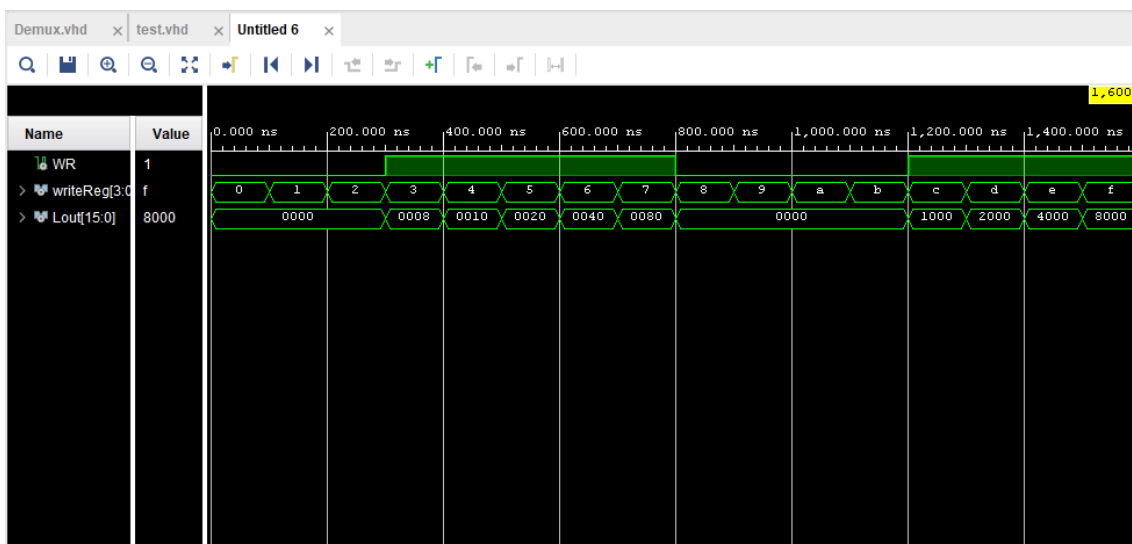 Demux.vhd × test.vhd × Untitled 6 ×
1,600
Name Value 0.000 ns 200.000 ns 400.000 ns 600.000 ns 800.000 ns 1,000.000 ns 1,200.000 ns 1,400.000 ns
WR 1
> writeReg[3:0 f 0 1 2 3 4 5 6 7 8 9 a b c d e f
> Lout[15:0] 8000 0000 0008 0010 0020 0040 0080 0000 1000 2000 4000 8000